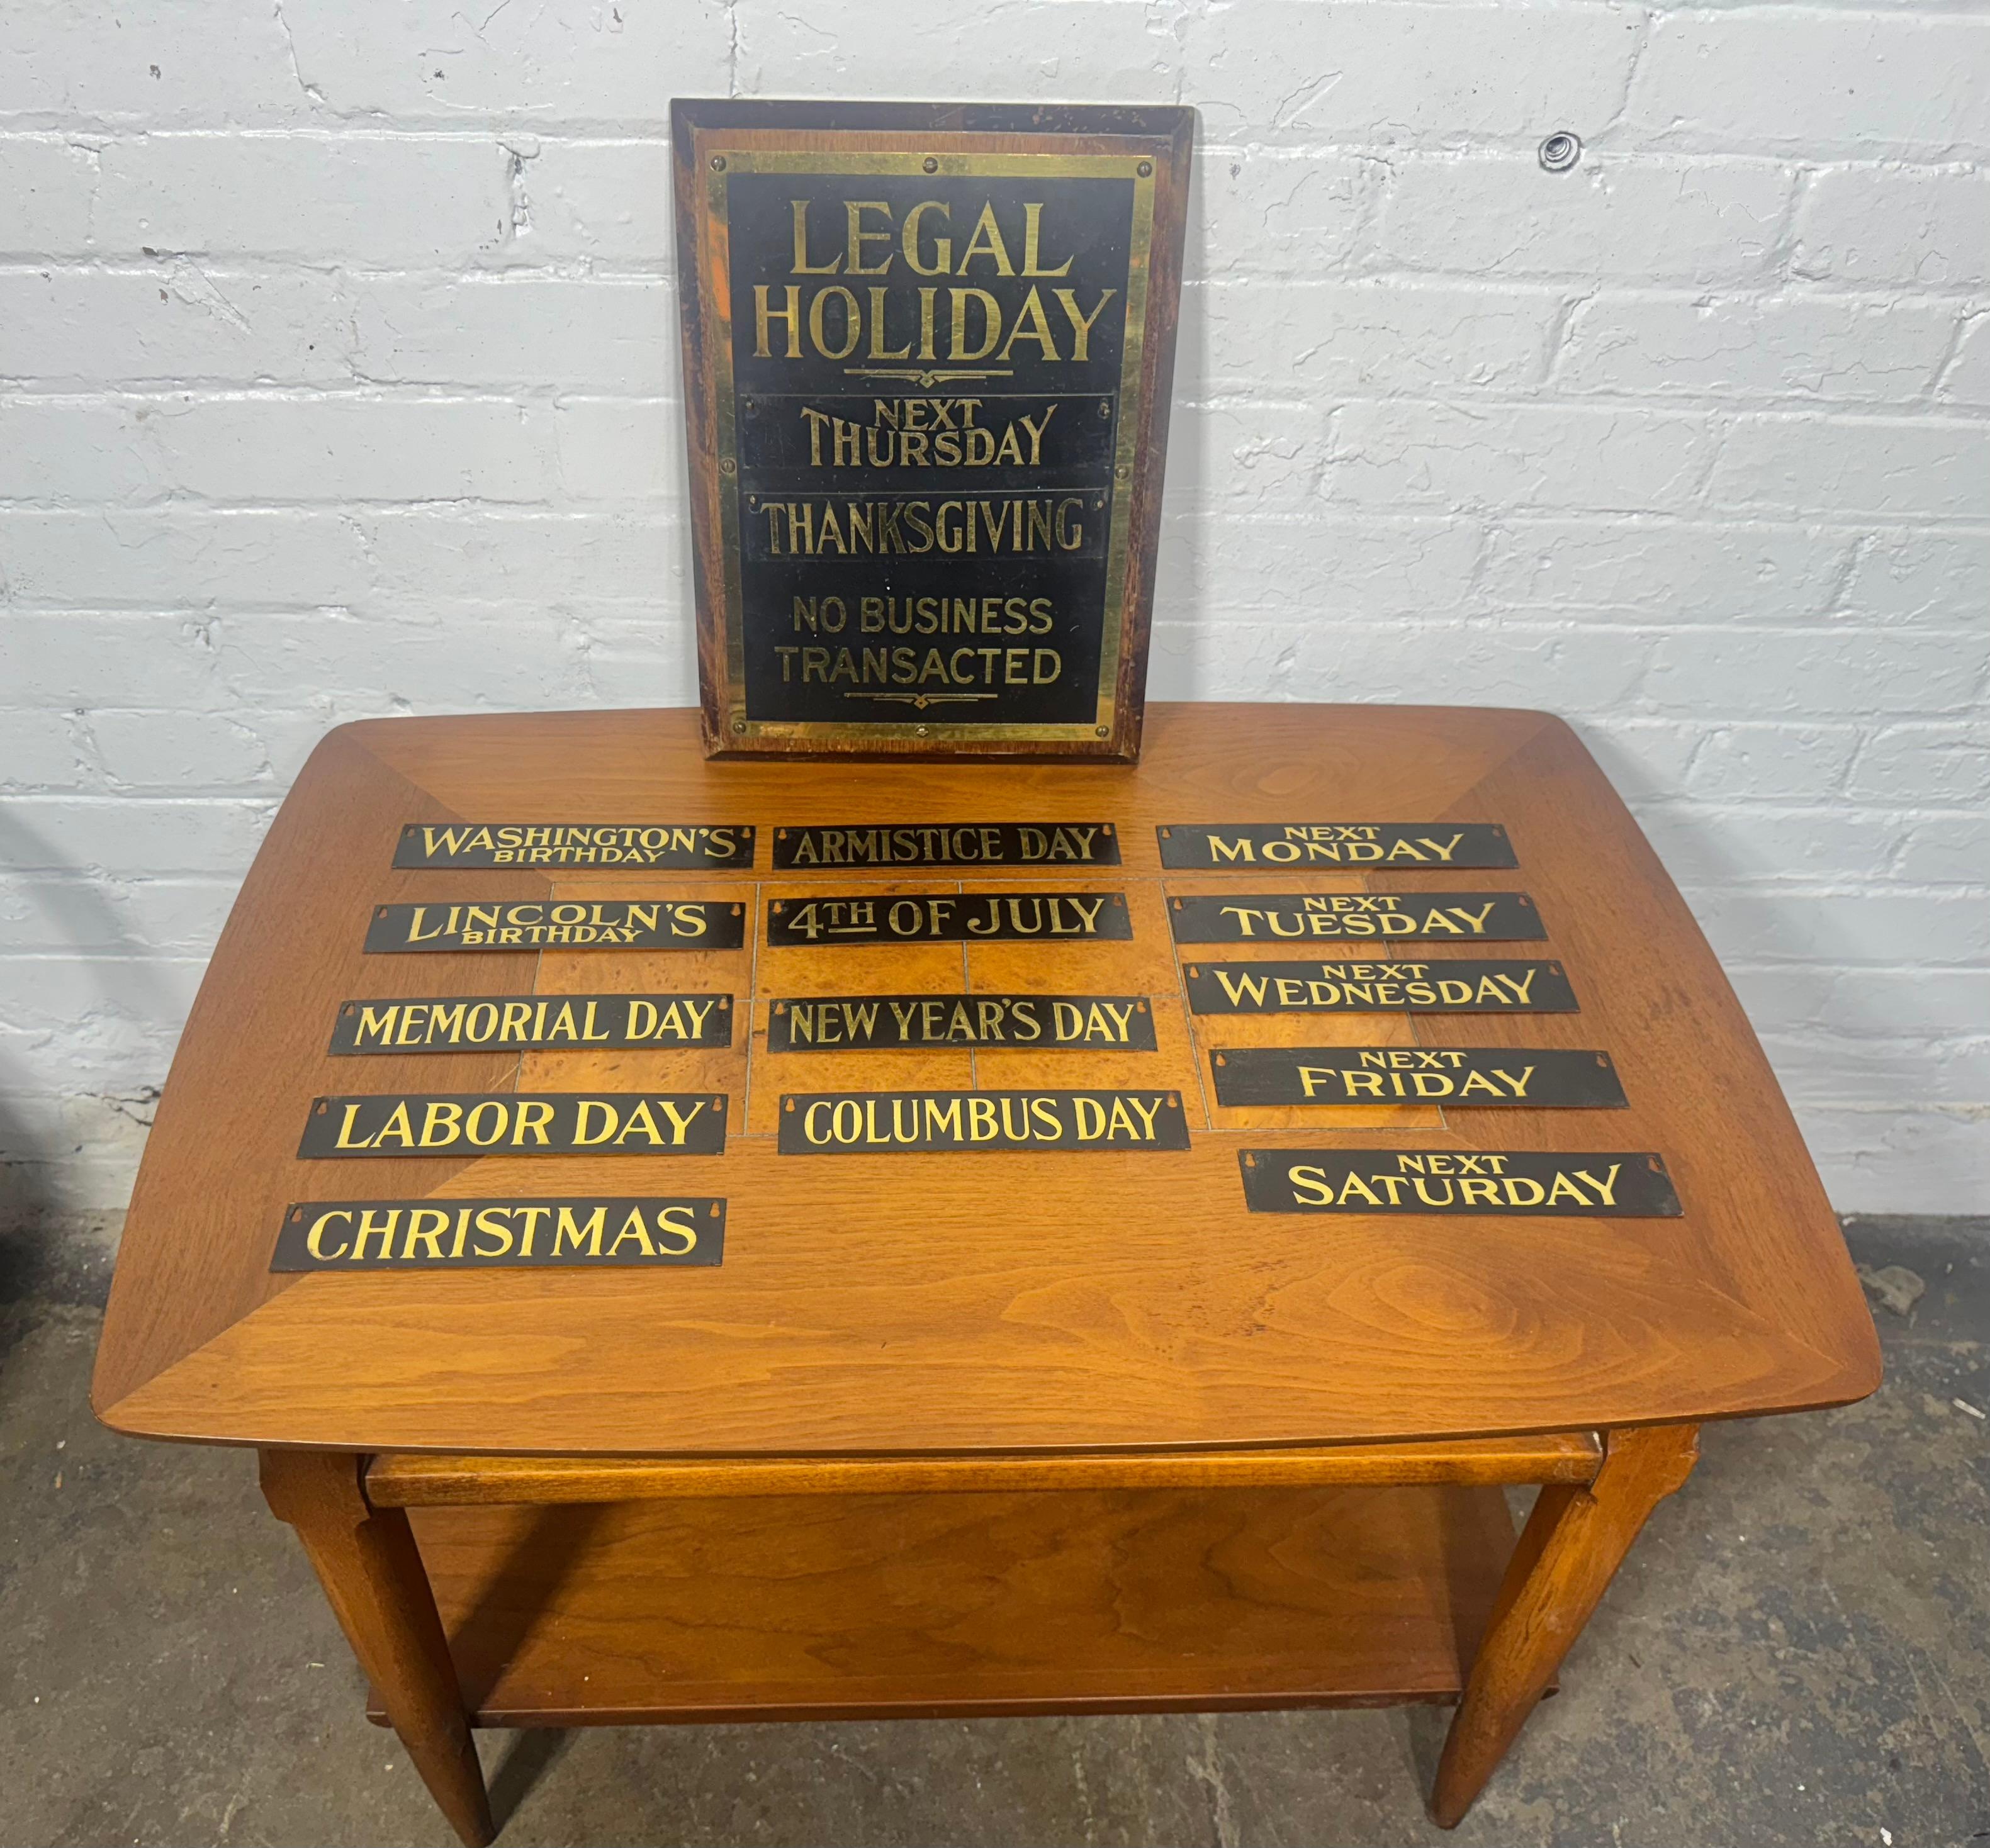 LEGAL
HOLIDAY
NEXT
THURSDAY
THANKSGIVING
NO BUSINESS
TRANSACTED
WASHINGTON'S
BIRTHDAY
LINCOLN'S
BIRTHDAY
MEMORIAL DAY
LABOR DAY
CHRISTMAS
ARMISTICE DAY
4TH OF JULY
NEW YEAR'S DAY
COLUMBUS DAY
NEXT
MONDAY
NEXT
TUESDAY
NEXT
WEDNESDAY
NEXT
FRIDAY
NEXT
SATURDAY